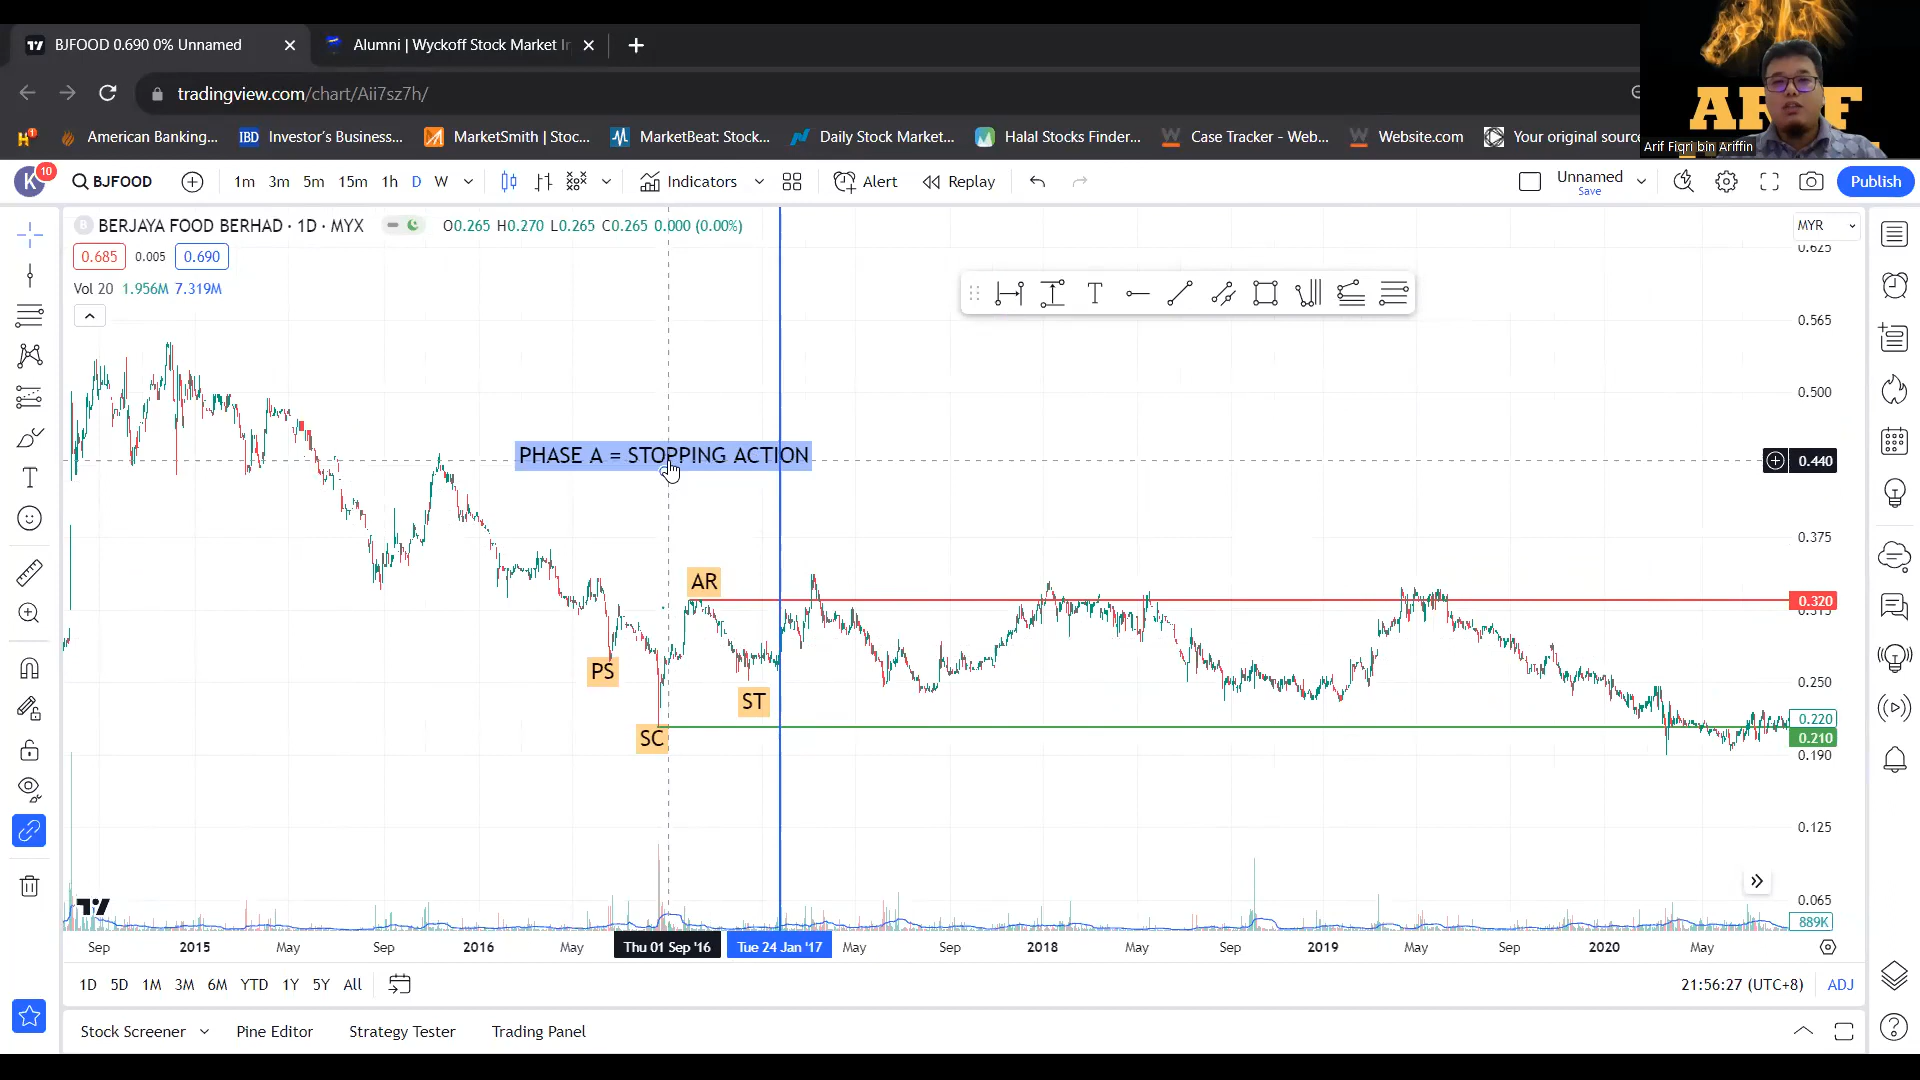 BJFOOD 0.690 0% Unnamed
Alumni | Wyckoff Stock Market In
tradingview.com/chart/Aii7sz7h/
American Banking...
IBD Investor's Business...
MarketSmith | Stoc...
MarketBeat: Stock...
Daily Stock Market...
Halal Stocks Finder...
Case Tracker - Web...
Website.com
Your original source
Arif Fiqri bin Ariffin
K 10
BJFOOD
1m 3m 5m 15m 1h D W
Indicators
Alert
Replay
Unnamed
Save
Publish
BERJAYA FOOD BERHAD · 1D · MYX
O0.265 H0.270 L0.265 C0.265 0.000 (0.00%)
MYR
0.685 0.005 0.690
Vol 20 1.956M 7.319M
PHASE A = STOPPING ACTION
AR
PS
ST
SC
0.625
0.565
0.500
0.440
0.375
0.320
0.315
0.250
0.220
0.210
0.190
0.125
0.065
889K
Sep 2015 May Sep 2016 May Thu 01 Sep '16 Tue 24 Jan '17 May Sep 2018 May Sep 2019 May Sep 2020 May
1D 5D 1M 3M 6M YTD 1Y 5Y All
21:56:27 (UTC+8) ADJ
Stock Screener
Pine Editor
Strategy Tester
Trading Panel